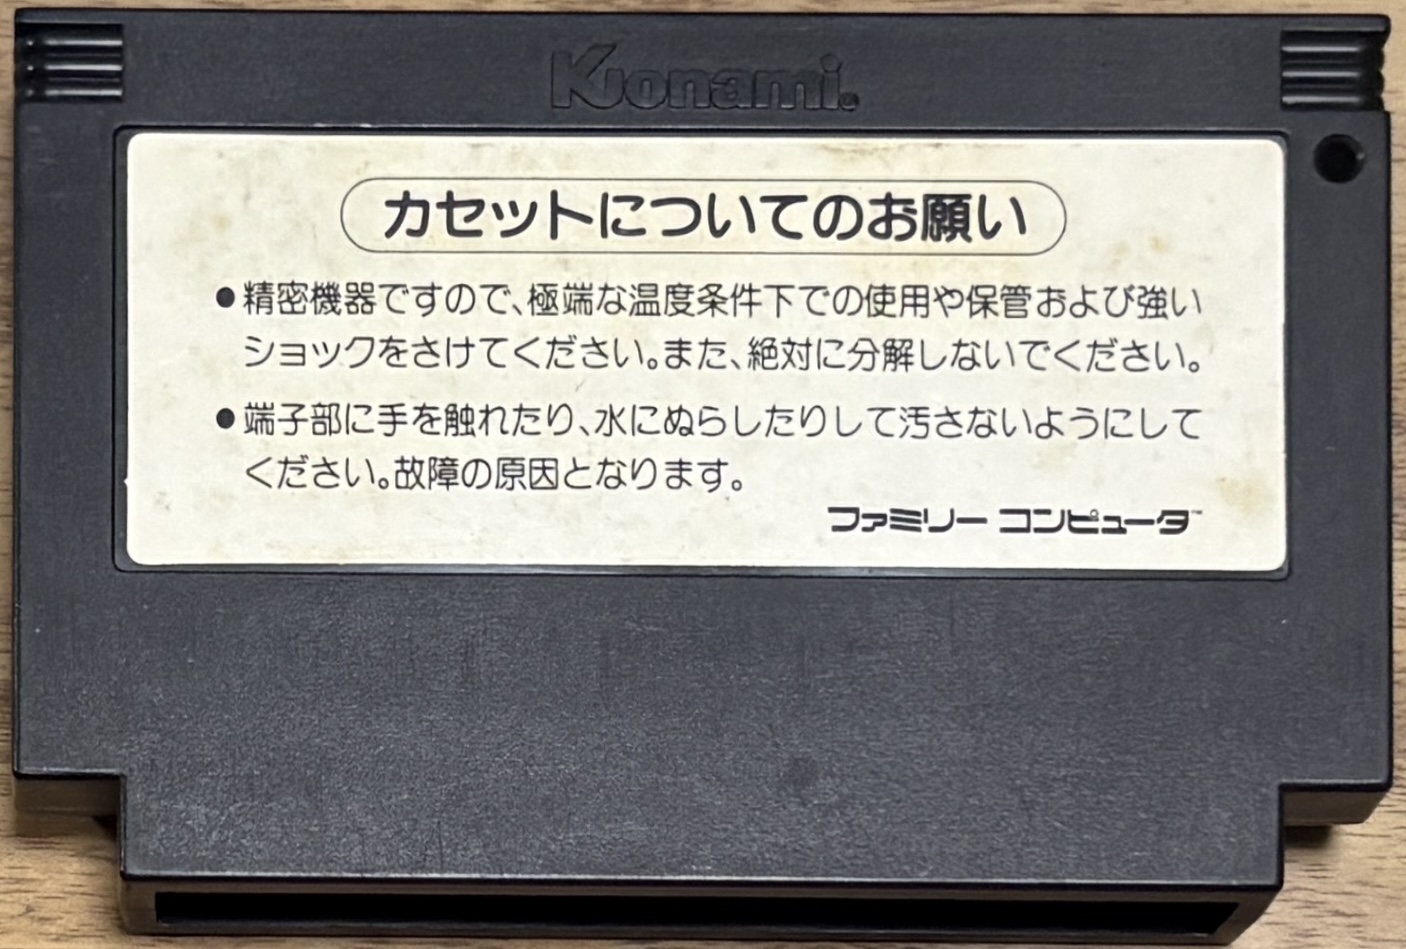 Konami.
カセットについてのお願い
●精密機器ですので、極端な温度条件下での使用や保管および強い
ショックをさけてください。また、絶対に分解しないでください。
●端子部に手を触れたり、水にぬらしたりして汚さないようにして
ください。故障の原因となります。
ファミリー コンピュータ™